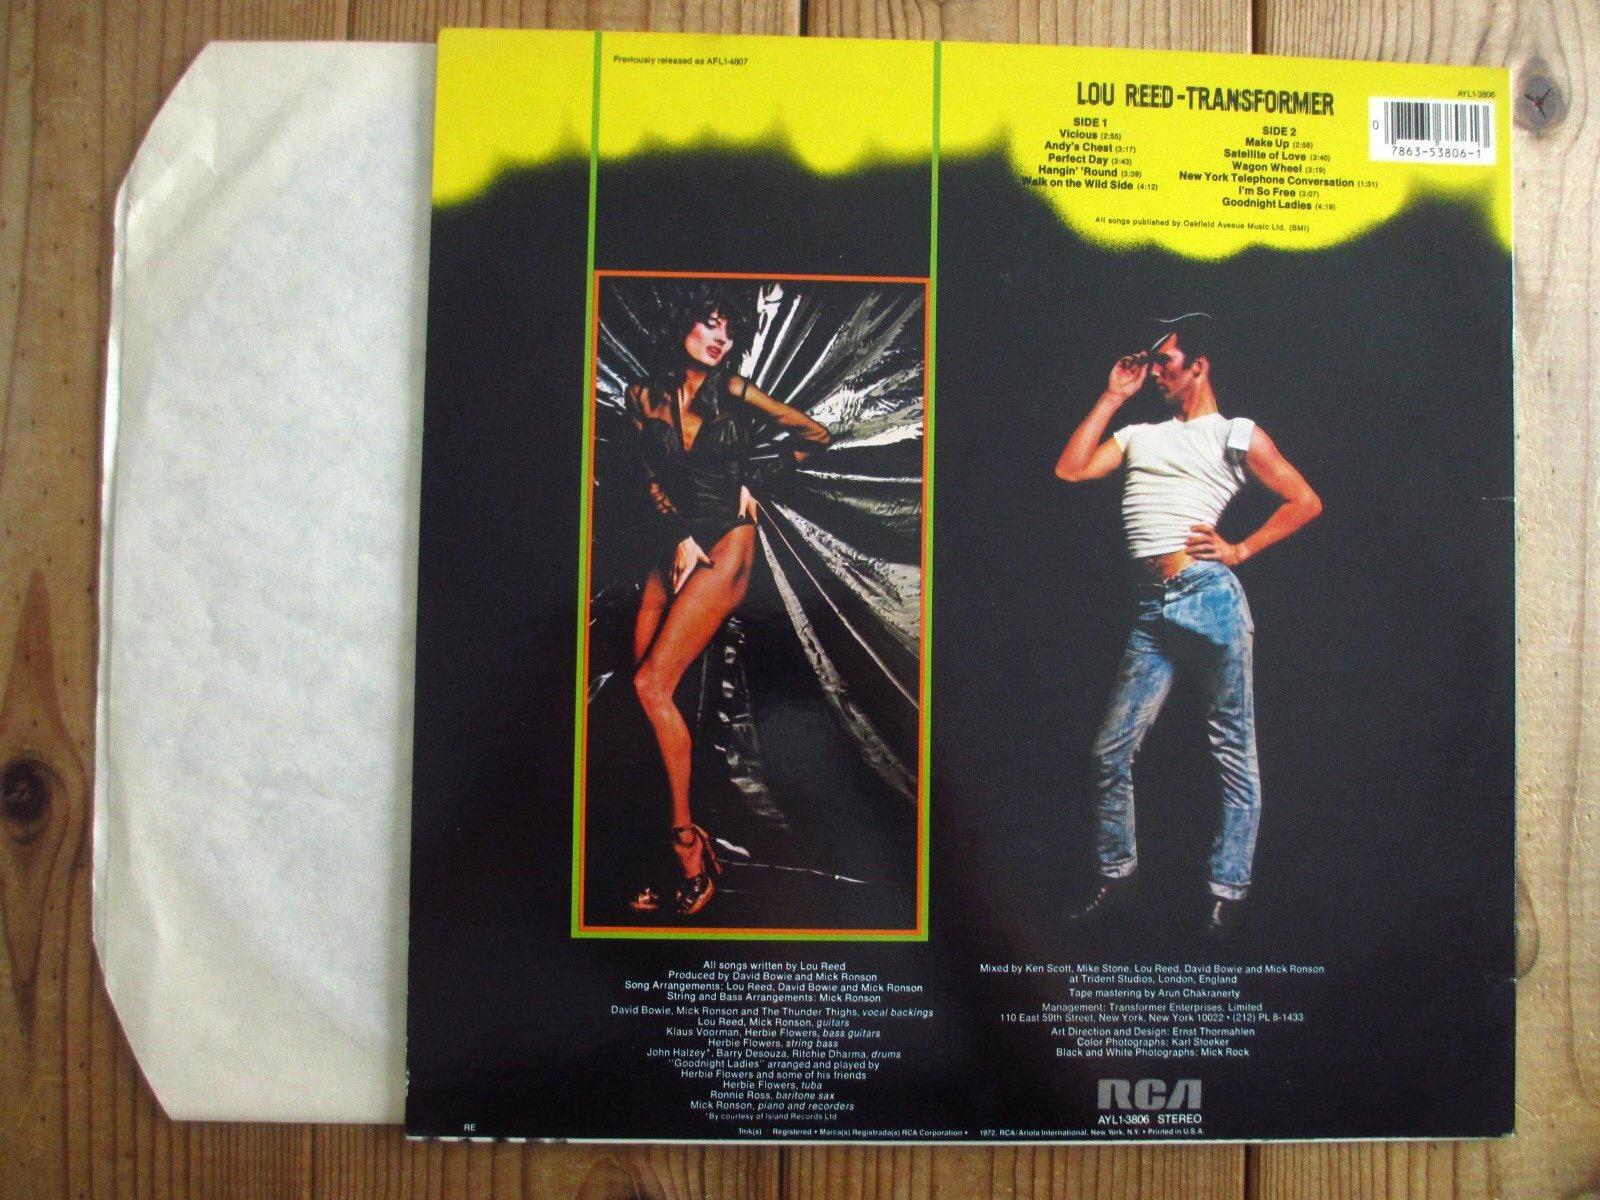 Previously released as AFL1-4807
LOU REED-TRANSFORMER
AYL1-3806
0
7863-53806-1
SIDE 1
Vicious (2:55)
Andy's Chest (3:17)
Perfect Day (3:43)
Hangin' 'Round (3:39)
Walk on the Wild Side (4:12)
SIDE 2
Make Up (2:58)
Satellite of Love (3:40)
Wagon Wheel (3:19)
New York Telephone Conversation (1:31)
I'm So Free (3:07)
Goodnight Ladies (4:19)
All songs published by Oakfield Avenue Music Ltd. (BMI)
All songs written by Lou Reed
Produced by David Bowie and Mick Ronson
Song Arrangements: Lou Reed, David Bowie and Mick Ronson
String and Bass Arrangements: Mick Ronson
David Bowie, Mick Ronson and The Thunder Thighs, vocal backings
Lou Reed, Mick Ronson, guitars
Klaus Voorman, Herbie Flowers, bass guitars
Herbie Flowers, string bass
John Halzey*, Barry Desouza, Ritchie Dharma, drums
"Goodnight Ladies" arranged and played by
Herbie Flowers and some of his friends
Herbie Flowers, tuba
Ronnie Ross, baritone sax
Mick Ronson, piano and recorders
*By courtesy of Island Records Ltd
Mixed by Ken Scott, Mike Stone, Lou Reed, David Bowie and Mick Ronson
at Trident Studios, London, England
Tape mastering by Arun Chakranerty
Management: Transformer Enterprises, Limited
110 East 59th Street, New York, New York 10022 • (212) PL 8-1433
Art Direction and Design: Ernst Thormahlen
Color Photographs: Karl Stoeker
Black and White Photographs: Mick Rock
RCA
AYL1-3806 STEREO
RE
Tmk(s) Registered • Marca(s) Registrada(s) RCA Corporation • 1972, RCA/Ariola International, New York, N.Y. • Printed in U.S.A.